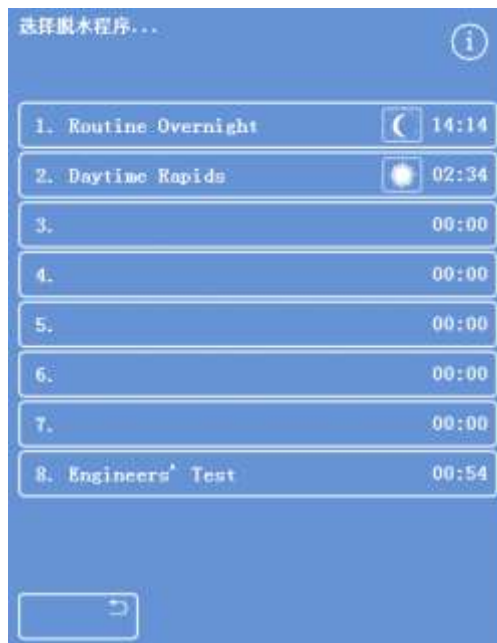 选择脱水程序...
i
1. Routine Overnight 14:14
2. Daytime Rapids 02:34
3. 00:00
4. 00:00
5. 00:00
6. 00:00
7. 00:00
8. Engineers' Test 00:54